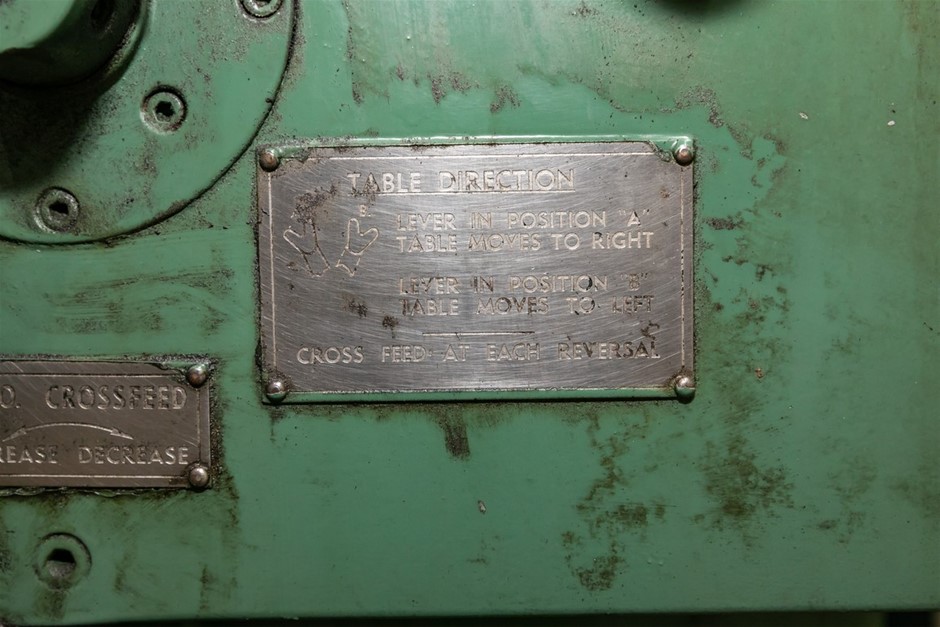 TABLE DIRECTION
B
LEVER IN POSITION "A"
TABLE MOVES TO RIGHT
LEVER IN POSITION "B"
TABLE MOVES TO LEFT
CROSS FEED AT EACH REVERSAL
O. CROSSFEED
REASE DECREASE